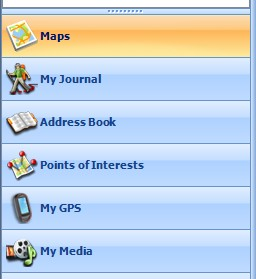 Maps
My Journal
Address Book
Points of Interests
My GPS
My Media